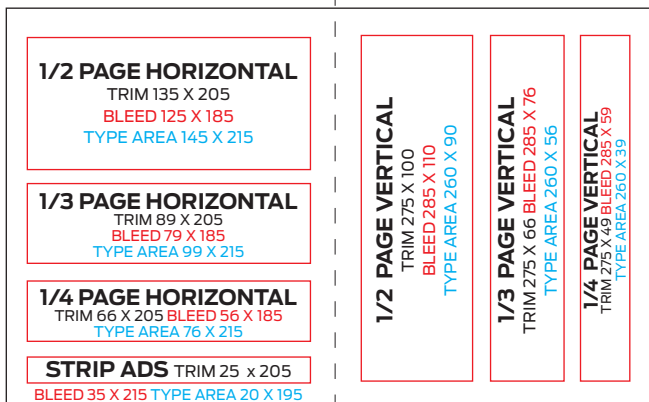 1/2 PAGE HORIZONTAL
TRIM 135 X 205
BLEED 125 X 185
TYPE AREA 145 X 215
1/3 PAGE HORIZONTAL
TRIM 89 X 205
BLEED 79 X 185
TYPE AREA 99 X 215
1/4 PAGE HORIZONTAL
TRIM 66 X 205 BLEED 56 X 185
TYPE AREA 76 X 215
STRIP ADS TRIM 25 x 205
BLEED 35 X 215 TYPE AREA 20 X 195
1/2 PAGE VERTICAL
TRIM 275 X 100
BLEED 285 X 110
TYPE AREA 260 X 90
1/3 PAGE VERTICAL
TRIM 275 X 66 BLEED 285 X 76
TYPE AREA 260 X 56
1/4 PAGE VERTICAL
TRIM 275 X 49 BLEED 285 X 59
TYPE AREA 260 X 39